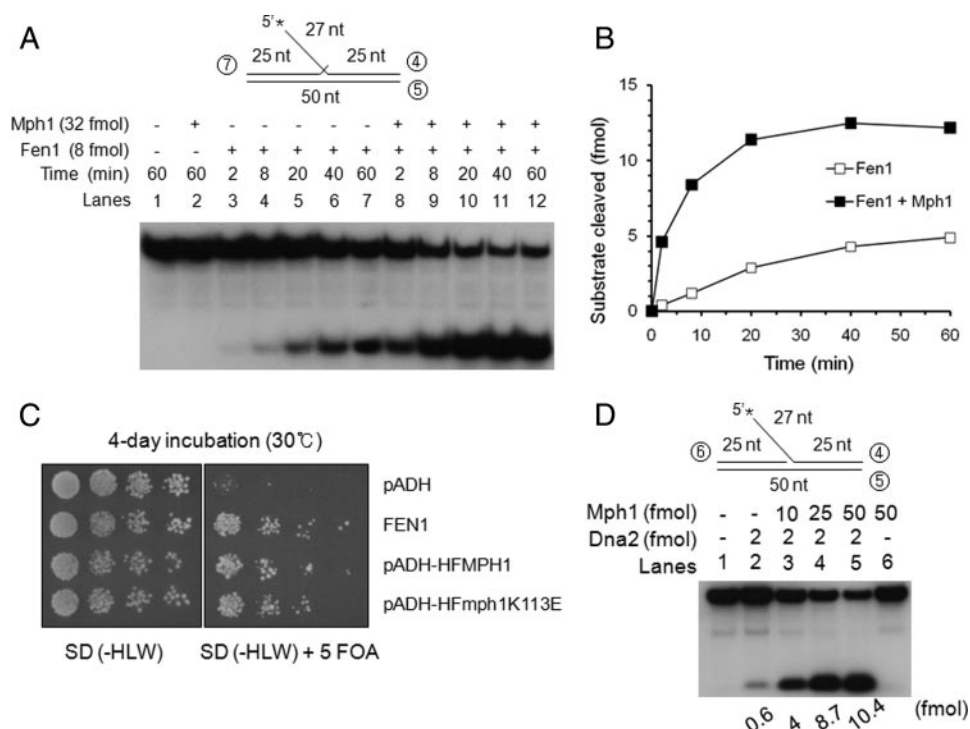 A
5'*
27 nt
25 nt
25 nt
⑦
④
⑤
50 nt
Mph1 (32 fmol) - + - - - - - + + + + +
Fen1 (8 fmol) - - + + + + + + + + + +
Time (min) 60 60 2 8 20 40 60 2 8 20 40 60
Lanes 1 2 3 4 5 6 7 8 9 10 11 12
B
Substrate cleaved (fmol)
15
10
5
0
0 10 20 30 40 50 60
Time (min)
Fen1
Fen1 + Mph1
C
4-day incubation (30℃)
pADH
FEN1
pADH-HFMPH1
pADH-HFmph1K113E
SD (-HLW)
SD (-HLW) + 5 FOA
D
5'*
27 nt
25 nt
25 nt
⑥
④
⑤
50 nt
Mph1 (fmol) - - 10 25 50 50
Dna2 (fmol) - 2 2 2 2 -
Lanes 1 2 3 4 5 6
0.6 4 8.7 10.4 (fmol)